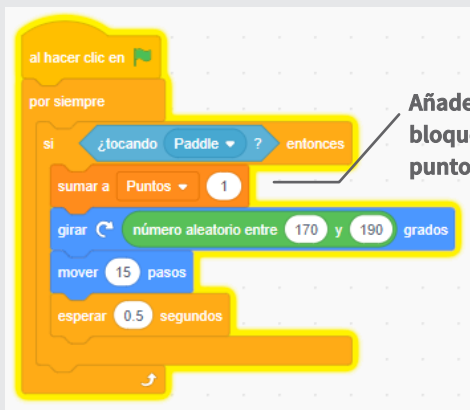 al hacer clic en
por siempre
si ¿tocando Paddle ? entonces
sumar a Puntos 1
girar número aleatorio entre 170 y 190 grados
mover 15 pasos
esperar 0.5 segundos
Añade
bloque
punto